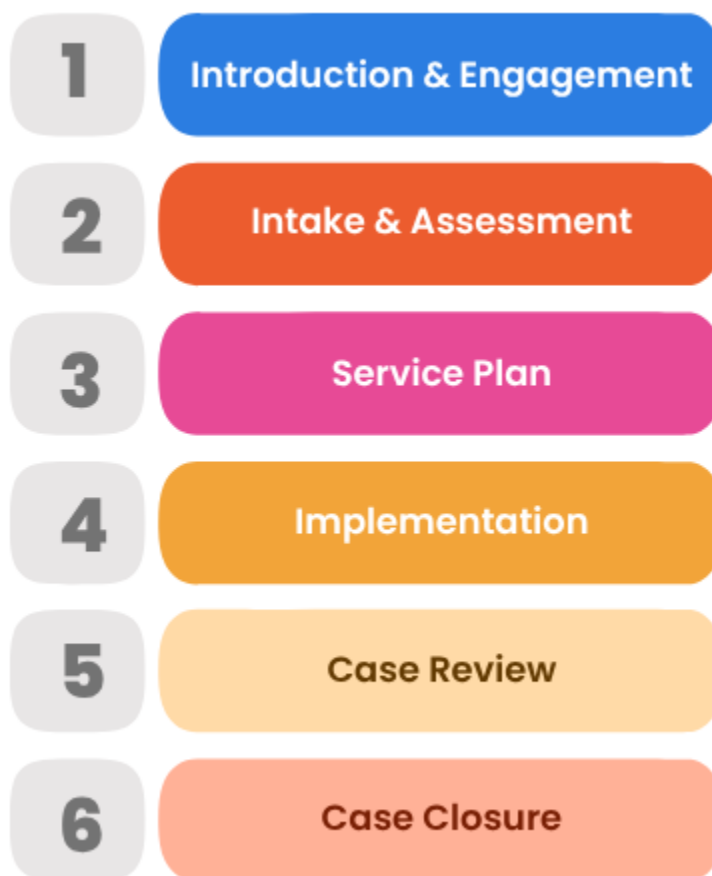 1 Introduction & Engagement
2 Intake & Assessment
3 Service Plan
4 Implementation
5 Case Review
6 Case Closure